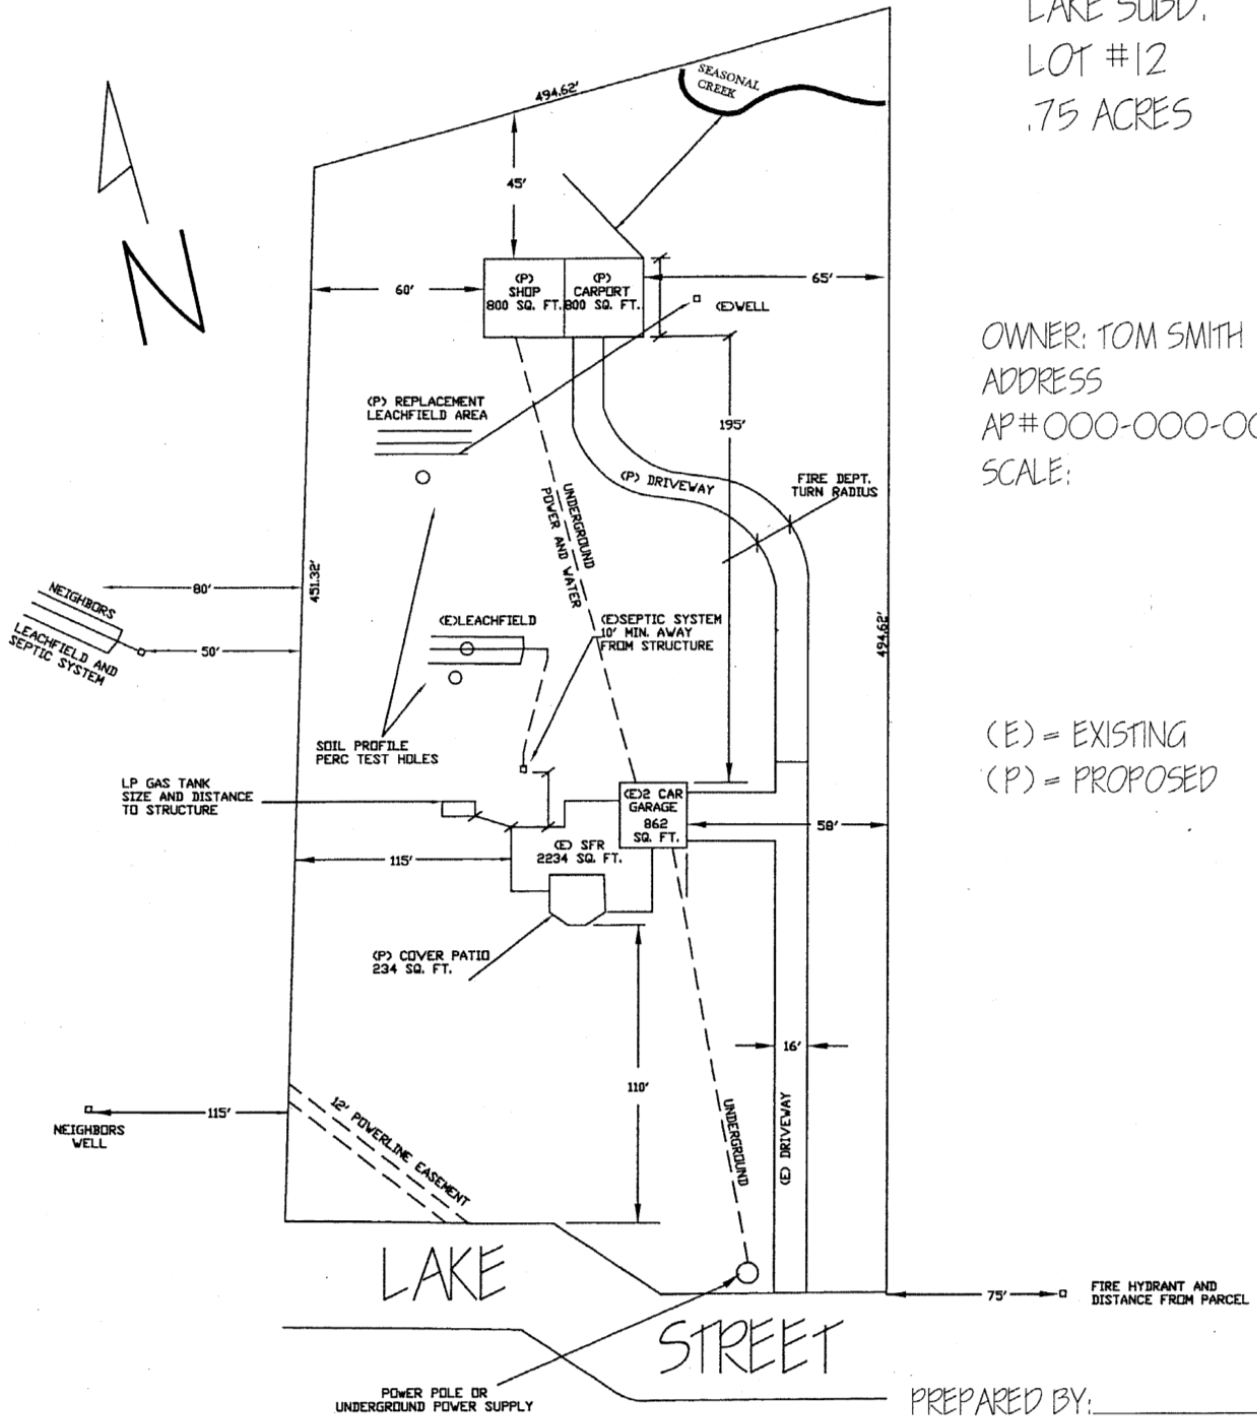 LAKE SUBD.
LOT #12
.75 ACRES
SEASONAL
CREEK
494.62'
45'
N
60'
(P)
SHOP
800 SQ. FT.
(P)
CARPORT
800 SQ. FT.
65'
(E)WELL
OWNER: TOM SMITH
ADDRESS
AP#000-000-00
SCALE:
(P) REPLACEMENT
LEACHFIELD AREA
195'
(P) DRIVEWAY
FIRE DEPT.
TURN RADIUS
UNDERGROUND
POWER AND WATER
451.32'
80'
NEIGHBORS
LEACHFIELD AND
SEPTIC SYSTEM
50'
(E)LEACHFIELD
(E)SEPTIC SYSTEM
10' MIN. AWAY
FROM STRUCTURE
494.62'
SOIL PROFILE
PERC TEST HOLES
(E) = EXISTING
(P) = PROPOSED
LP GAS TANK
SIZE AND DISTANCE
TO STRUCTURE
(E)2 CAR
GARAGE
862
SQ. FT.
58'
115'
(E) SFR
2234 SQ. FT.
(P) COVER PATIO
234 SQ. FT.
16'
110'
115'
NEIGHBORS
WELL
12' POWERLINE EASEMENT
UNDERGROUND
(E) DRIVEWAY
LAKE
STREET
75'
FIRE HYDRANT AND
DISTANCE FROM PARCEL
POWER POLE OR
UNDERGROUND POWER SUPPLY
PREPARED BY: